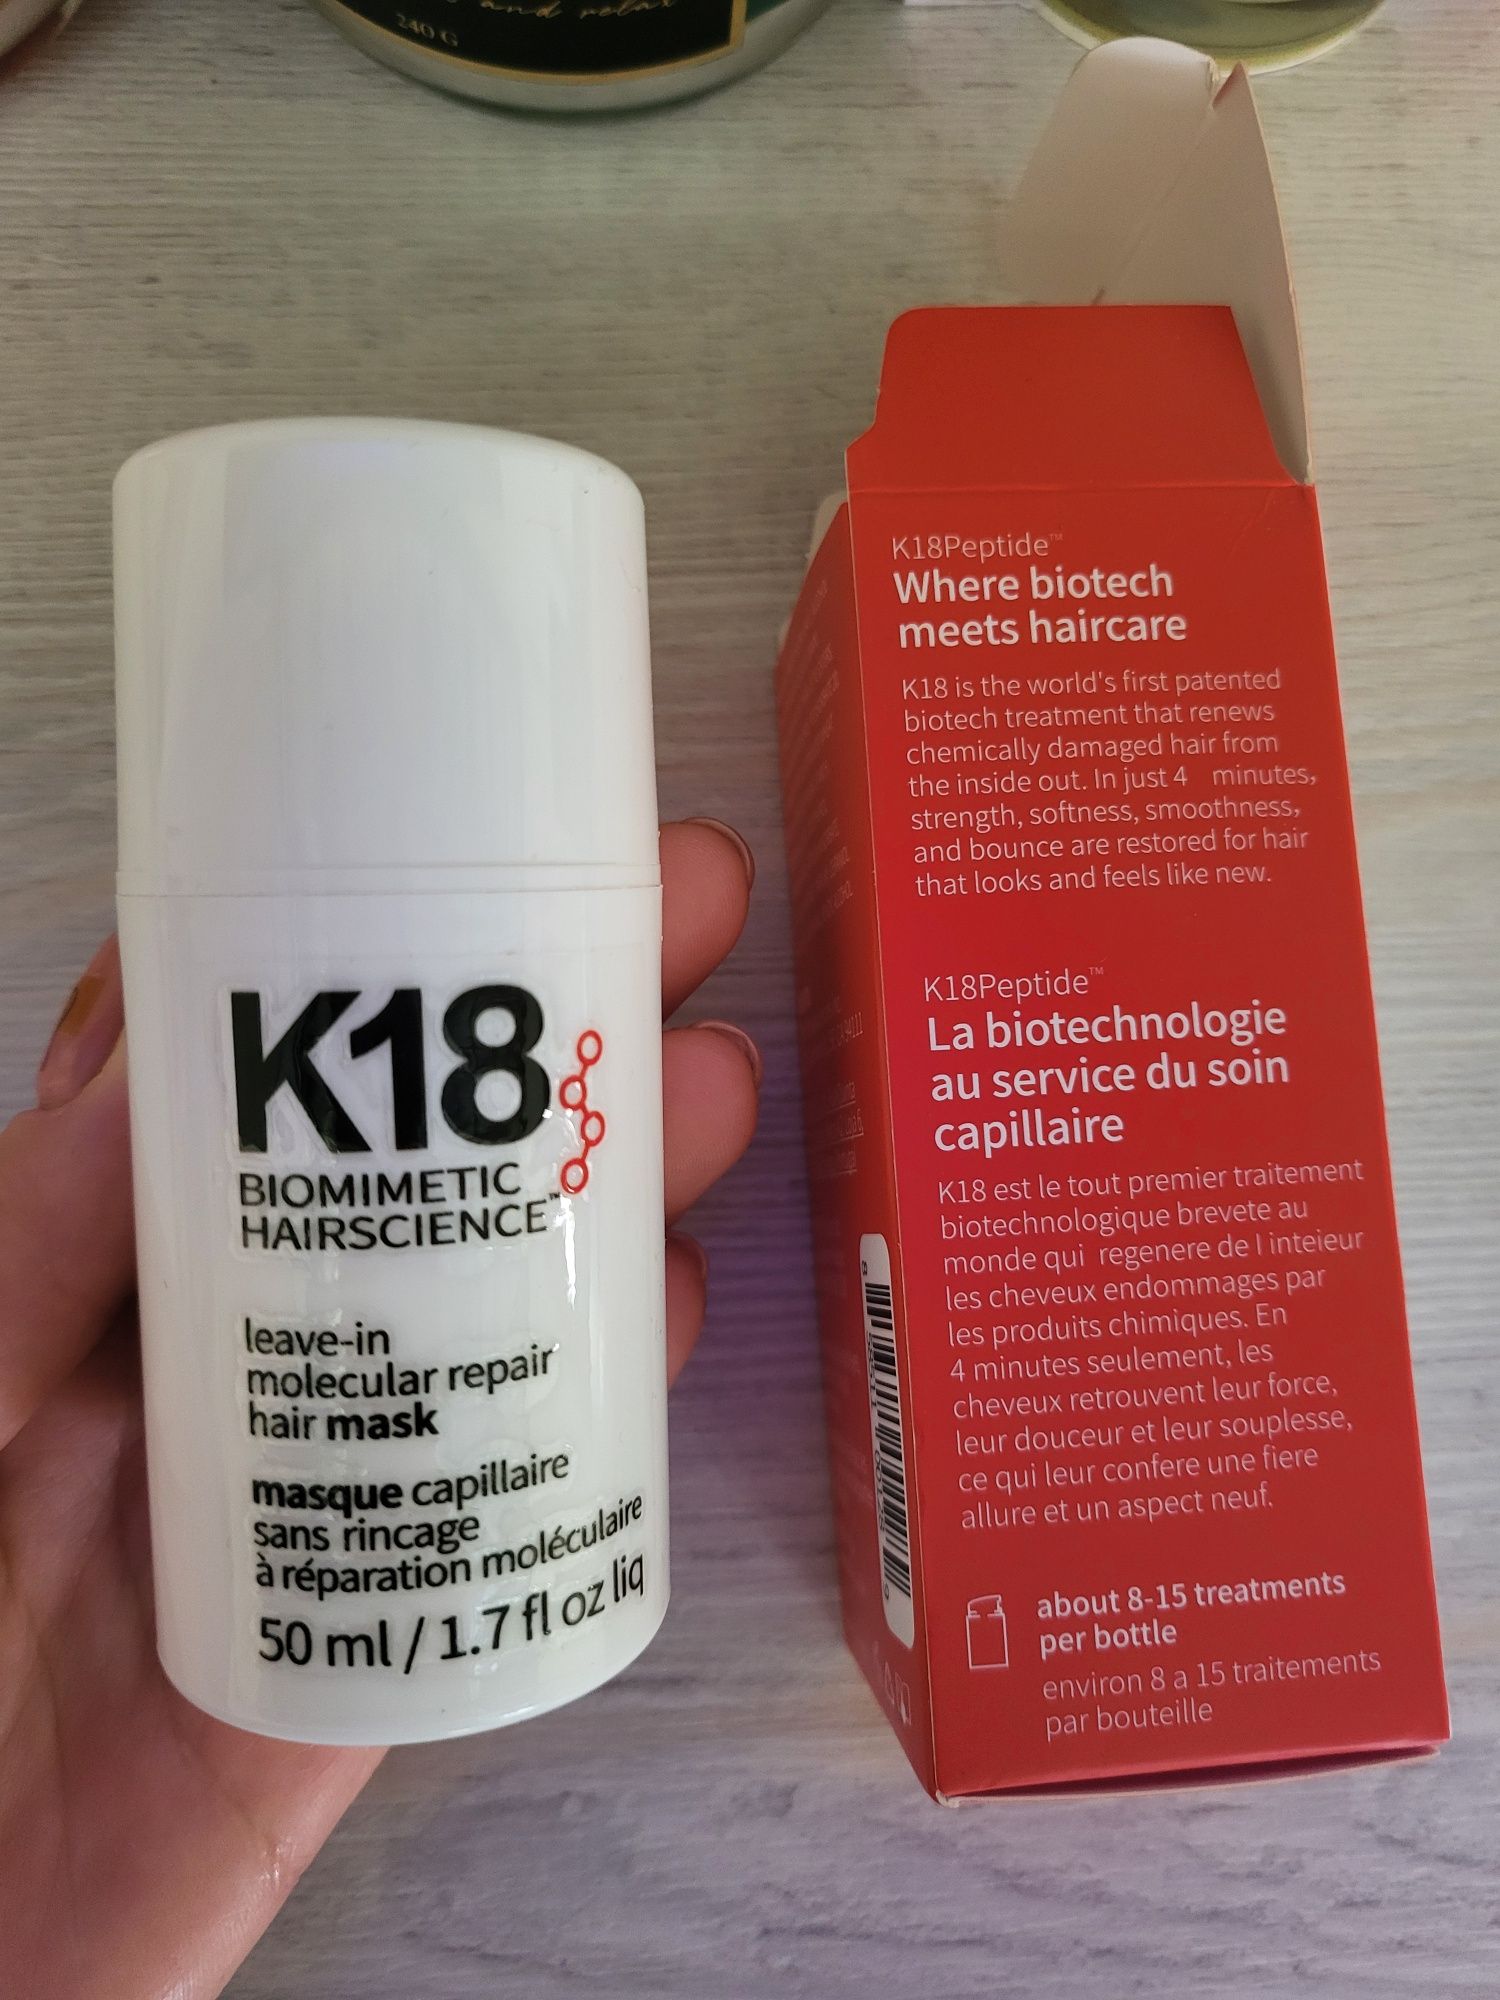 and relax
240 G
K18
BIOMIMETIC
HAIRSCIENCE™
leave-in
molecular repair
hair mask
masque capillaire
sans rincage
à réparation moléculaire
50 ml / 1.7 fl oz liq
K18Peptide™
Where biotech
meets haircare
K18 is the world's first patented
biotech treatment that renews
chemically damaged hair from
the inside out. In just 4 minutes,
strength, softness, smoothness,
and bounce are restored for hair
that looks and feels like new.
K18Peptide™
La biotechnologie
au service du soin
capillaire
K18 est le tout premier traitement
biotechnologique brevete au
monde qui regenere de l inteieur
les cheveux endommages par
les produits chimiques. En
4 minutes seulement, les
cheveux retrouvent leur force,
leur douceur et leur souplesse,
ce qui leur confere une fiere
allure et un aspect neuf.
about 8-15 treatments
per bottle
environ 8 a 15 traitements
par bouteille